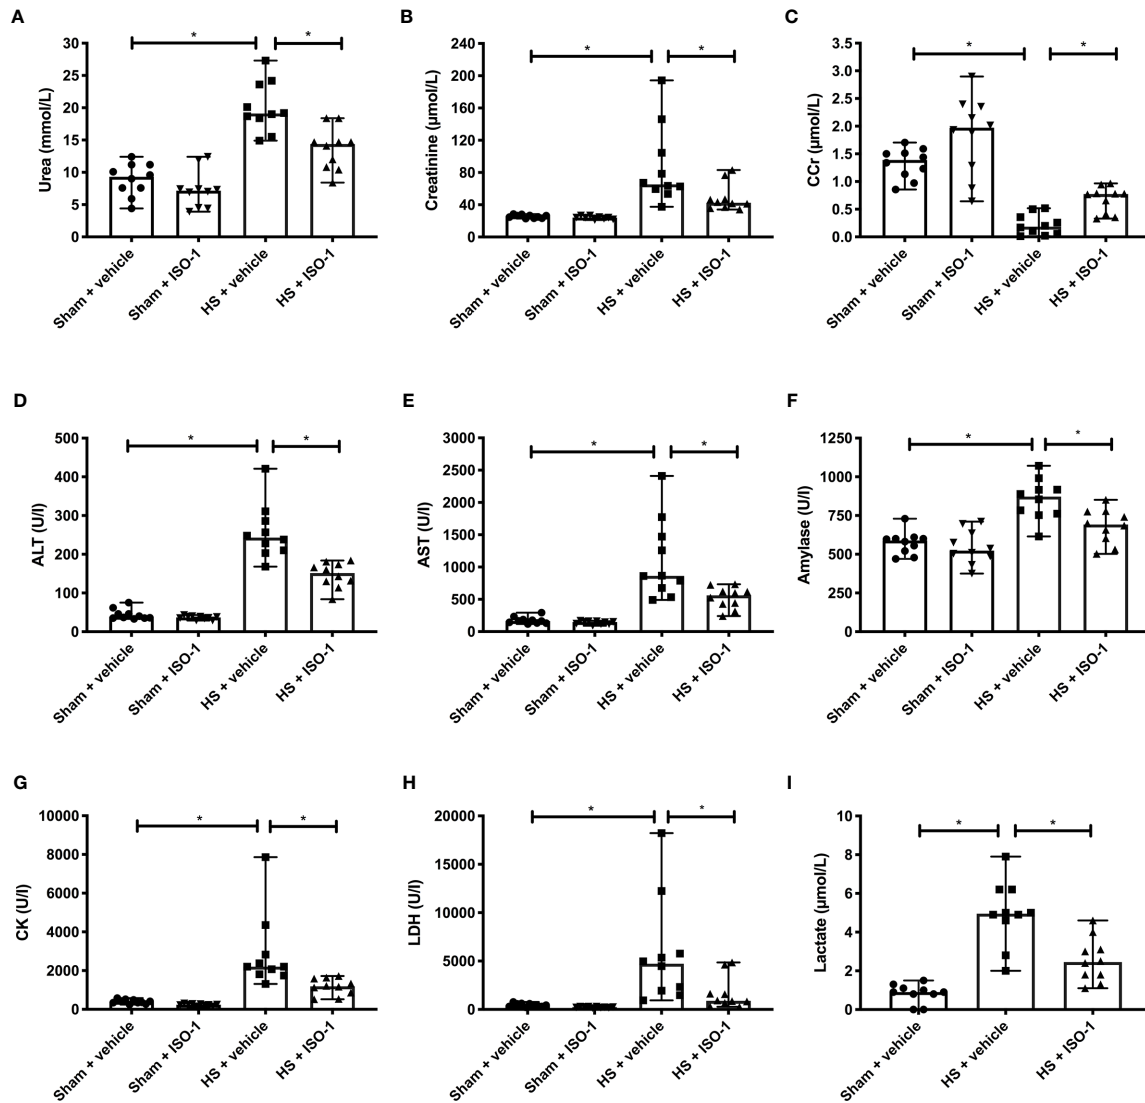 A
Urea (mmol/L)
30
25
20
15
10
5
0
*
*
Sham + vehicle
Sham + ISO-1
HS + vehicle
HS + ISO-1
B
Creatinine (µmol/L)
240
200
160
120
80
40
0
*
*
Sham + vehicle
Sham + ISO-1
HS + vehicle
HS + ISO-1
C
CCr (µmol/L)
3.5
3.0
2.5
2.0
1.5
1.0
0.5
0.0
*
*
Sham + vehicle
Sham + ISO-1
HS + vehicle
HS + ISO-1
D
ALT (U/l)
500
400
300
200
100
0
*
*
Sham + vehicle
Sham + ISO-1
HS + vehicle
HS + ISO-1
E
AST (U/l)
3000
2500
2000
1500
1000
500
0
*
*
Sham + vehicle
Sham + ISO-1
HS + vehicle
HS + ISO-1
F
Amylase (U/l)
1250
1000
750
500
250
0
*
*
Sham + vehicle
Sham + ISO-1
HS + vehicle
HS + ISO-1
G
CK (U/l)
10000
8000
6000
4000
2000
0
*
*
Sham + vehicle
Sham + ISO-1
HS + vehicle
HS + ISO-1
H
LDH (U/l)
20000
15000
10000
5000
0
*
*
Sham + vehicle
Sham + ISO-1
HS + vehicle
HS + ISO-1
I
Lactate (µmol/L)
10
8
6
4
2
0
*
*
Sham + vehicle
HS + vehicle
HS + ISO-1